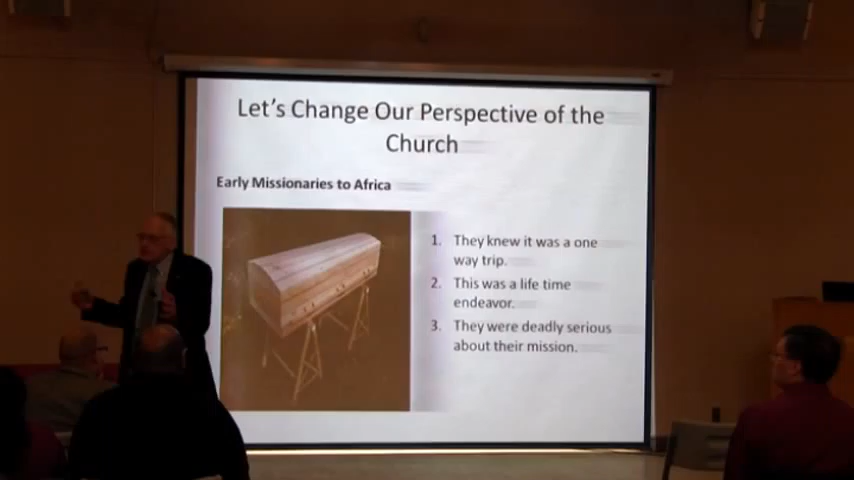 Let's Change Our Perspective of the
Church
Early Missionaries to Africa
1. They knew it was a one
way trip.
2. This was a life time
endeavor.
3. They were deadly serious
about their mission.